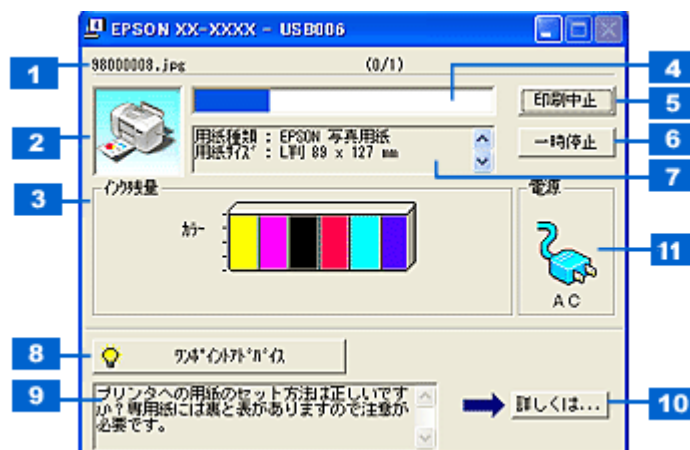 EPSON XX-XXXX - USB006
1
98000008.jpg (0/1)
4
印刷中止
5
2
用紙種類 : EPSON 写真用紙
用紙ｻｲｽﾞ : L判 89 x 127 mm
一時停止
6
7
3
ｲﾝｸ残量
電源
ｶﾗｰ
11
AC
8
ﾜﾝﾎﾟｲﾝﾄｱﾄﾞﾊﾞｲｽ
9
プリンタへの用紙のセット方法は正しいです
か？専用紙には裏と表がありますので注意が
必要です。
詳しくは...
10